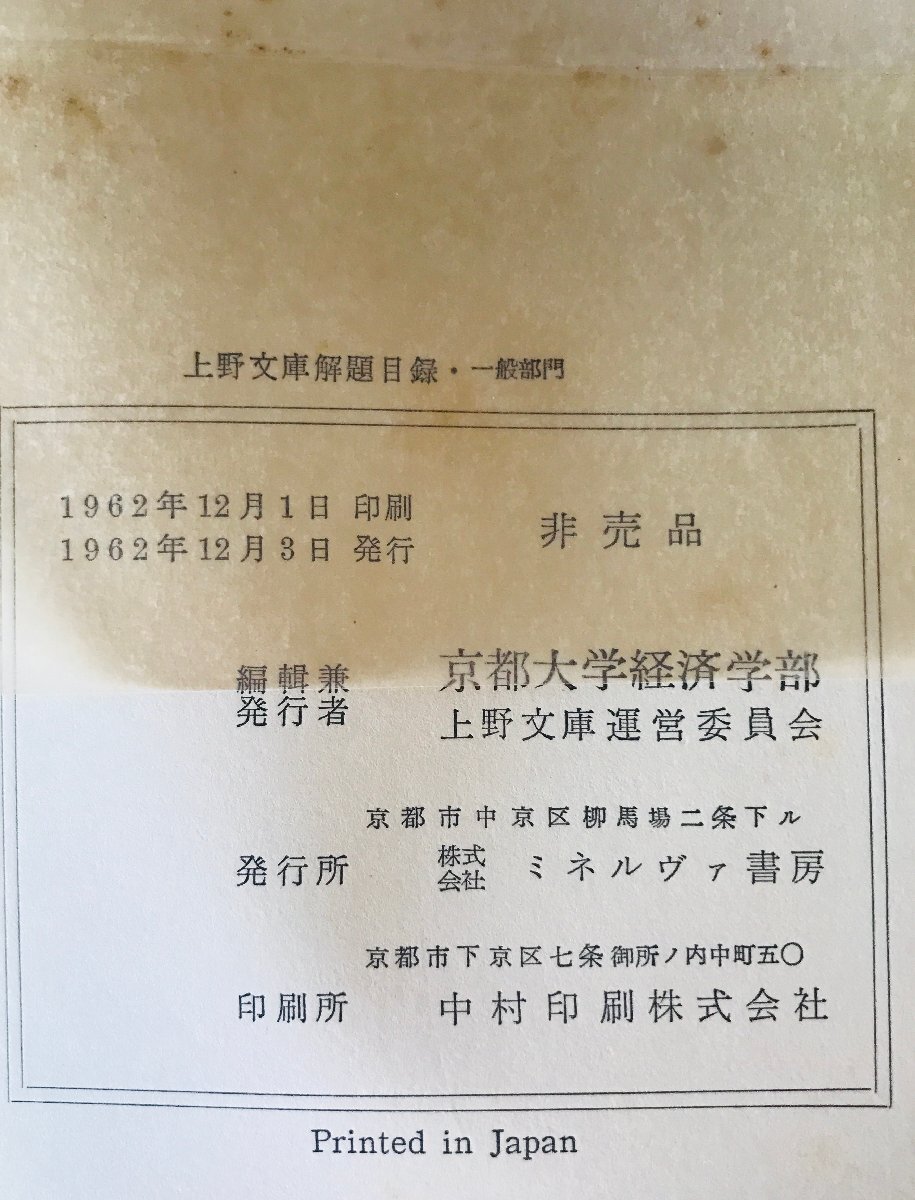 上野文庫解題目録・一般部門
1962年12月1日 印刷
1962年12月3日 発行
非売品
編輯兼
発行者
京都大学経済学部
上野文庫運営委員会
京都市中京区柳馬場二条下ル
発行所 株式会社 ミネルヴァ書房
京都市下京区七条御所ノ内中町五〇
印刷所 中村印刷株式会社
Printed in Japan